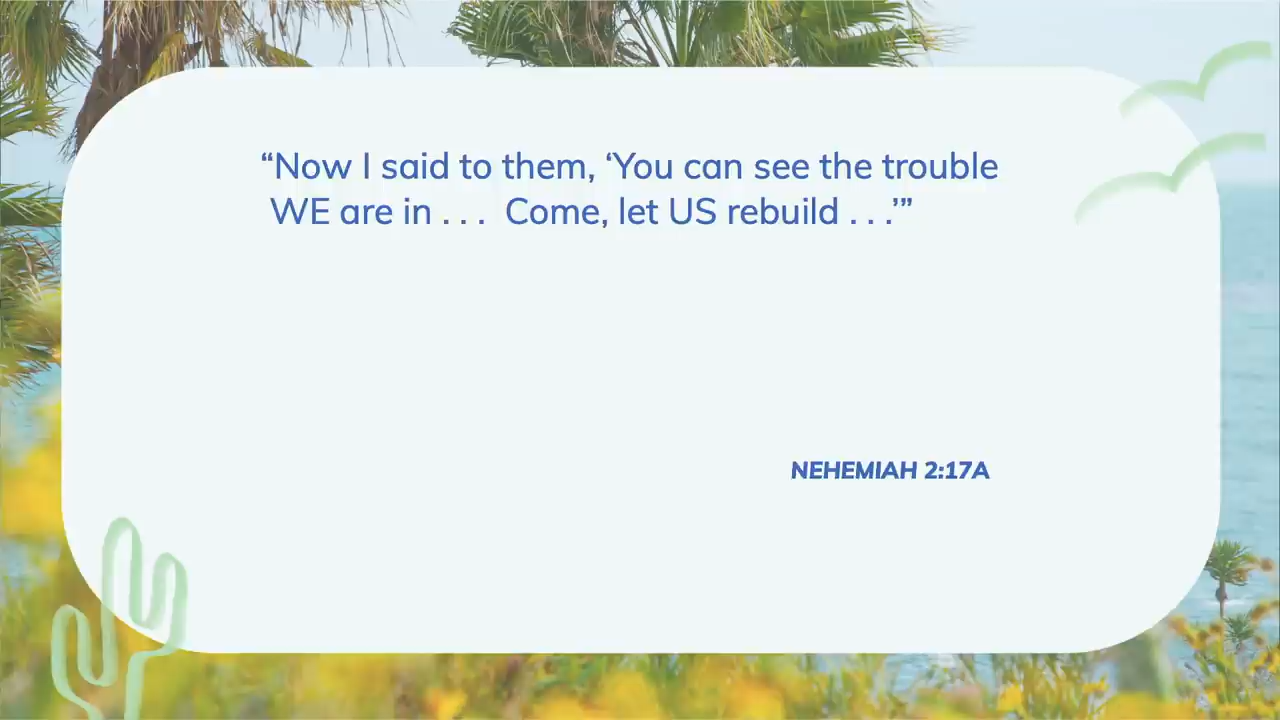 “Now I said to them, ‘You can see the trouble
WE are in . . .  Come, let US rebuild . . .’”
NEHEMIAH 2:17A